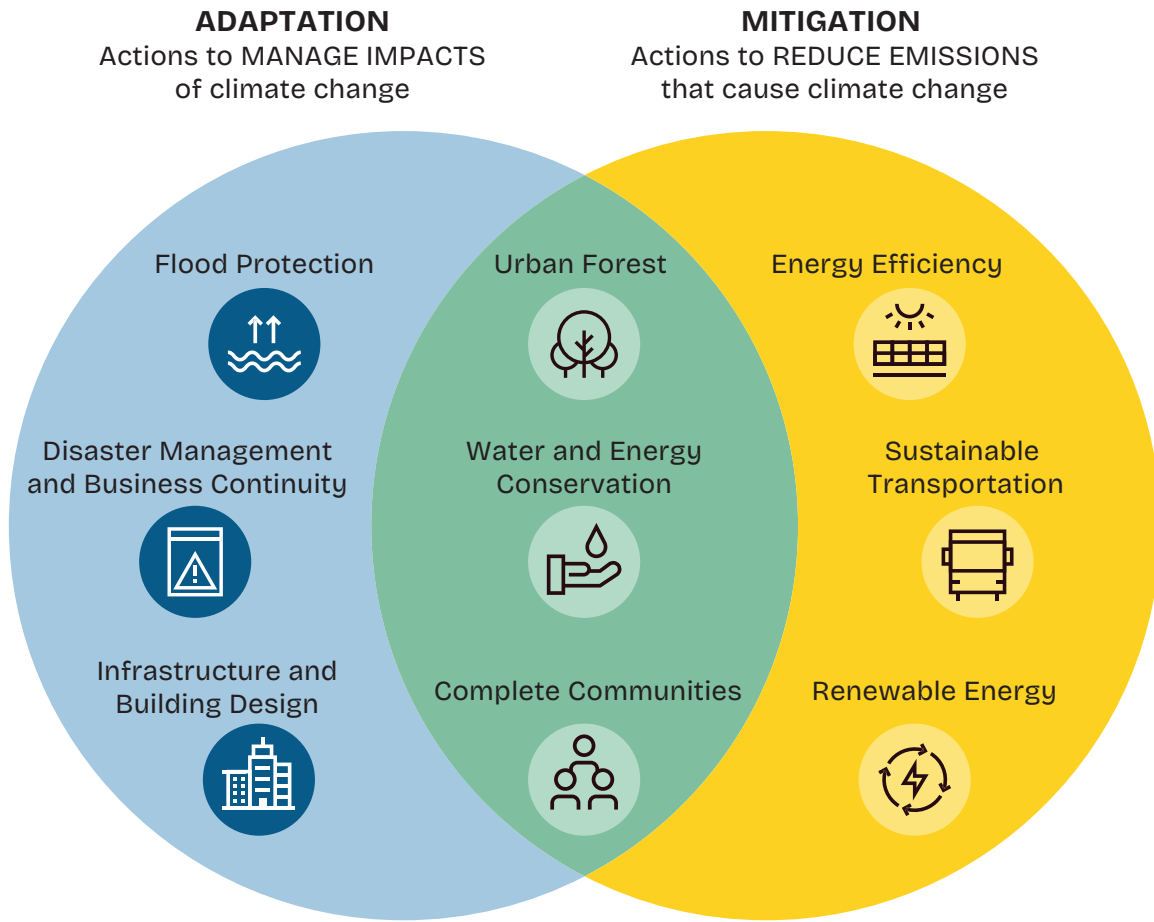 ADAPTATION
Actions to MANAGE IMPACTS
of climate change
MITIGATION
Actions to REDUCE EMISSIONS
that cause climate change
Flood Protection
Urban Forest
Energy Efficiency
Disaster Management
and Business Continuity
Water and Energy
Conservation
Sustainable
Transportation
Infrastructure and
Building Design
Complete Communities
Renewable Energy